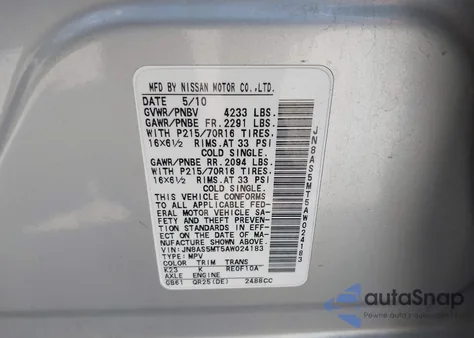 MFD BY NISSAN MOTOR CO.,LTD.
DATE 5/10
GVWR/PNBV 4233 LBS.
GAWR/PNBE FR. 2291 LBS.
WITH P215/70R16 TIRES.
16x6½ RIMS.AT 33 PSI
COLD SINGLE.
GAWR/PNBE RR. 2094 LBS.
WITH P215/70R16 TIRES.
16x6½ RIMS.AT 33 PSI
COLD SINGLE.
THIS VEHICLE CONFORMS
TO ALL APPLICABLE FED-
ERAL MOTOR VEHICLE SA-
FETY AND THEFT PREVEN-
TION STANDARDS IN EFF-
ECT ON THE DATE OF MA-
NUFACTURE SHOWN ABOVE.
VIN:JN8AS5MT5AW024183
TYPE: MPV
COLOR TRIM TRANS
K23 K RE0F10A
AXLE ENGINE
GB61 QR25(DE) 2488CC
JN8AS5MT5AW024183
autoSnap
Pewne auto z aukcji